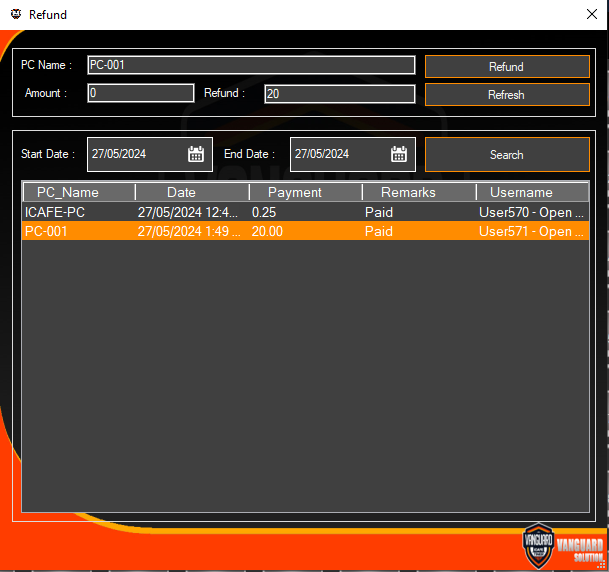 Refund
PC Name : PC-001 Refund
Amount : 0 Refund : 20 Refresh
Start Date : 27/05/2024 End Date : 27/05/2024 Search
PC_Name Date Payment Remarks Username
ICAFE-PC 27/05/2024 12:4... 0.25 Paid User570 - Open ...
PC-001 27/05/2024 1:49 ... 20.00 Paid User571 - Open ...
VANGUARD
VANGUARD
SOLUTION.